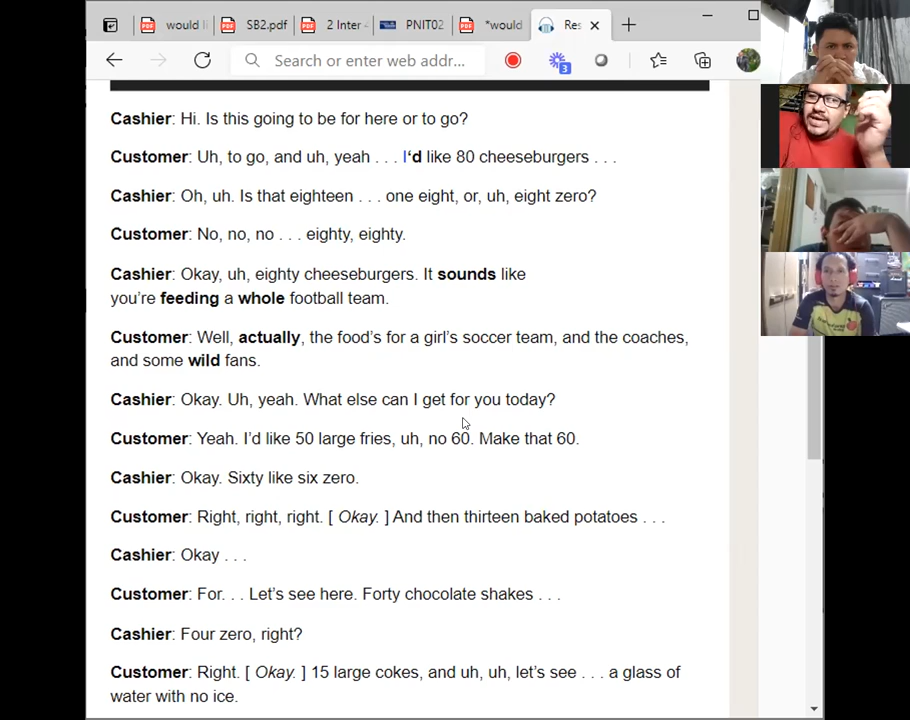 would li
SB2.pdf
2 Inter
PNIT02
*would
Res
Search or enter web addr...
3
Cashier: Hi. Is this going to be for here or to go?
Customer: Uh, to go, and uh, yeah . . . I'd like 80 cheeseburgers . . .
Cashier: Oh, uh. Is that eighteen . . . one eight, or, uh, eight zero?
Customer: No, no, no . . . eighty, eighty.
Cashier: Okay, uh, eighty cheeseburgers. It sounds like
you're feeding a whole football team.
Customer: Well, actually, the food's for a girl's soccer team, and the coaches,
and some wild fans.
Cashier: Okay. Uh, yeah. What else can I get for you today?
Customer: Yeah. I'd like 50 large fries, uh, no 60. Make that 60.
Cashier: Okay. Sixty like six zero.
Customer: Right, right, right. [ Okay. ] And then thirteen baked potatoes . . .
Cashier: Okay . . .
Customer: For. . . Let's see here. Forty chocolate shakes . . .
Cashier: Four zero, right?
Customer: Right. [ Okay. ] 15 large cokes, and uh, uh, let's see . . . a glass of
water with no ice.